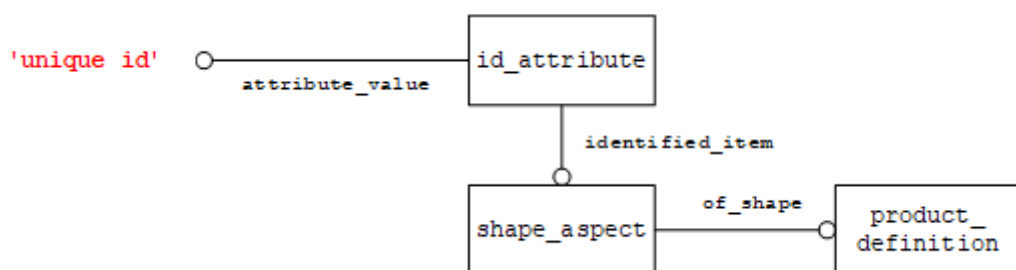 'unique id'
id_attribute
attribute_value
identified_item
shape_aspect
of_shape
product_
definition